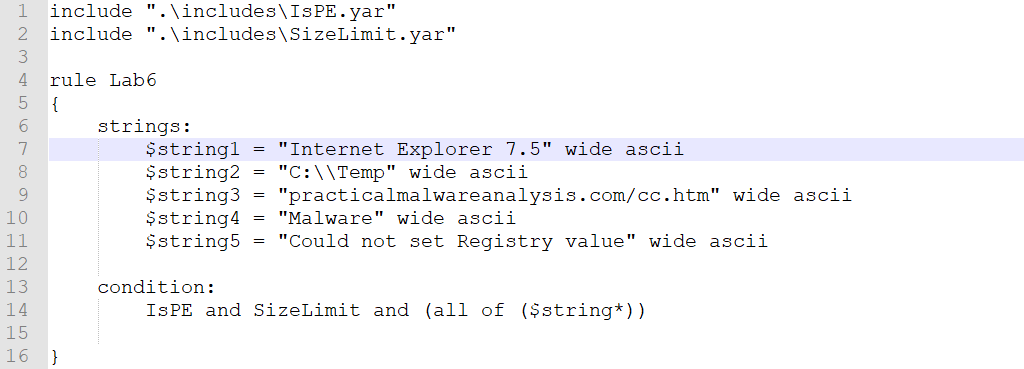 1 include ".\includes\IsPE.yar"
2 include ".\includes\SizeLimit.yar"
3
4 rule Lab6
5 {
6 strings:
7 $string1 = "Internet Explorer 7.5" wide ascii
8 $string2 = "C:\\Temp" wide ascii
9 $string3 = "practicalmalwareanalysis.com/cc.htm" wide ascii
10 $string4 = "Malware" wide ascii
11 $string5 = "Could not set Registry value" wide ascii
12
13 condition:
14 IsPE and SizeLimit and (all of ($string*))
15
16 }